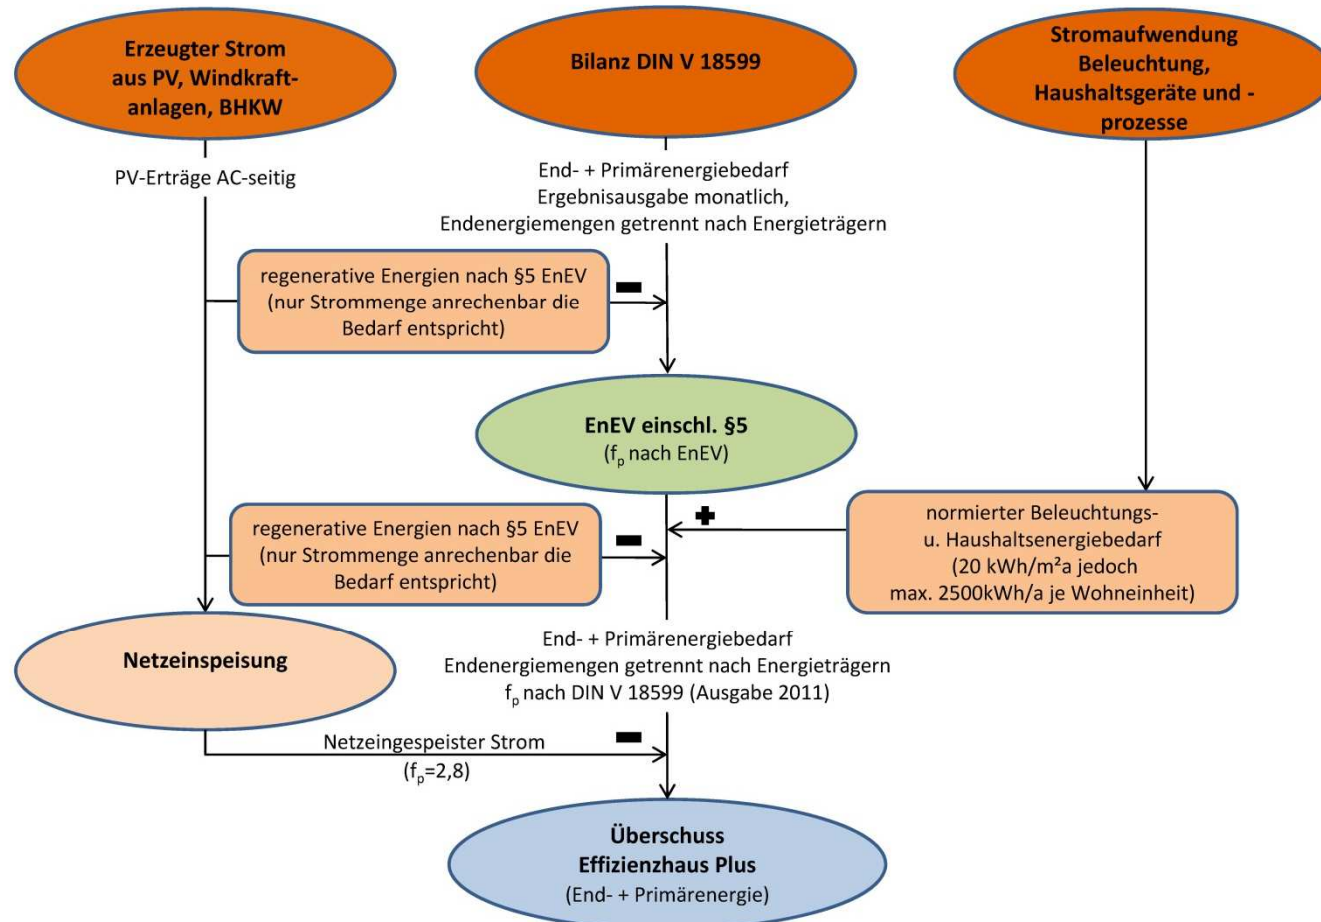 Erzeugter Strom
aus PV, Windkraft-
anlagen, BHKW
Bilanz DIN V 18599
Stromaufwendung
Beleuchtung,
Haushaltsgeräte und -
prozesse
PV-Erträge AC-seitig
End- + Primärenergiebedarf
Ergebnisausgabe monatlich,
Endenergiemengen getrennt nach Energieträgern
regenerative Energien nach §5 EnEV
(nur Strommenge anrechenbar die
Bedarf entspricht)
EnEV einschl. §5
(fp nach EnEV)
regenerative Energien nach §5 EnEV
(nur Strommenge anrechenbar die
Bedarf entspricht)
normierter Beleuchtungs-
u. Haushaltsenergiebedarf
(20 kWh/m²a jedoch
max. 2500kWh/a je Wohneinheit)
Netzeinspeisung
End- + Primärenergiebedarf
Endenergiemengen getrennt nach Energieträgern
fp nach DIN V 18599 (Ausgabe 2011)
Netzeingespeister Strom
(fp=2,8)
Überschuss
Effizienzhaus Plus
(End- + Primärenergie)